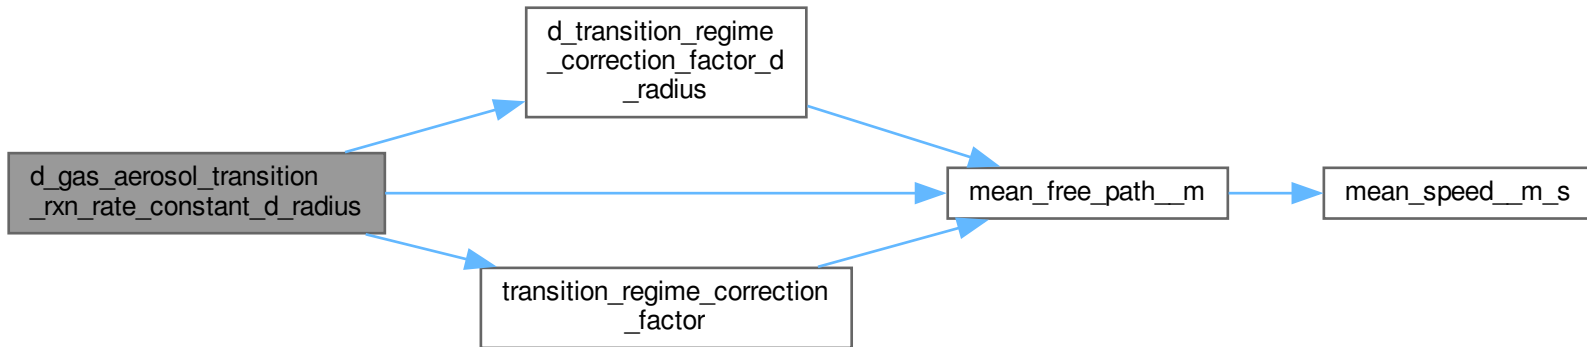 d_transition_regime
_correction_factor_d
_radius
d_gas_aerosol_transition
_rxn_rate_constant_d_radius
mean_free_path__m
mean_speed__m_s
transition_regime_correction
_factor